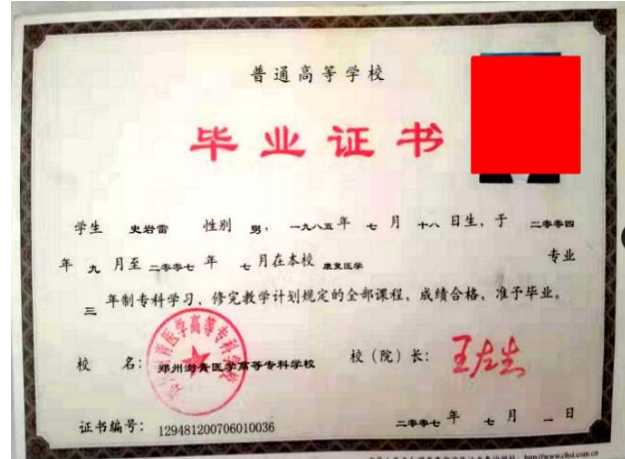 普通高等学校
毕业证书
学生 史岩雷 性别 男, 一九八五年 七 月 十八 日生, 于 二零零四
年 九 月至 二零零七 年 七 月在本校 康复医学 专业
三 年制专科学习, 修完教学计划规定的全部课程, 成绩合格, 准予毕业。
校 名: 郑州澍青医学高等专科学校 校 (院) 长:
证书编号: 129481200706010036 二零零七 年 七 月 一 日
http://www.chsi.com.cn